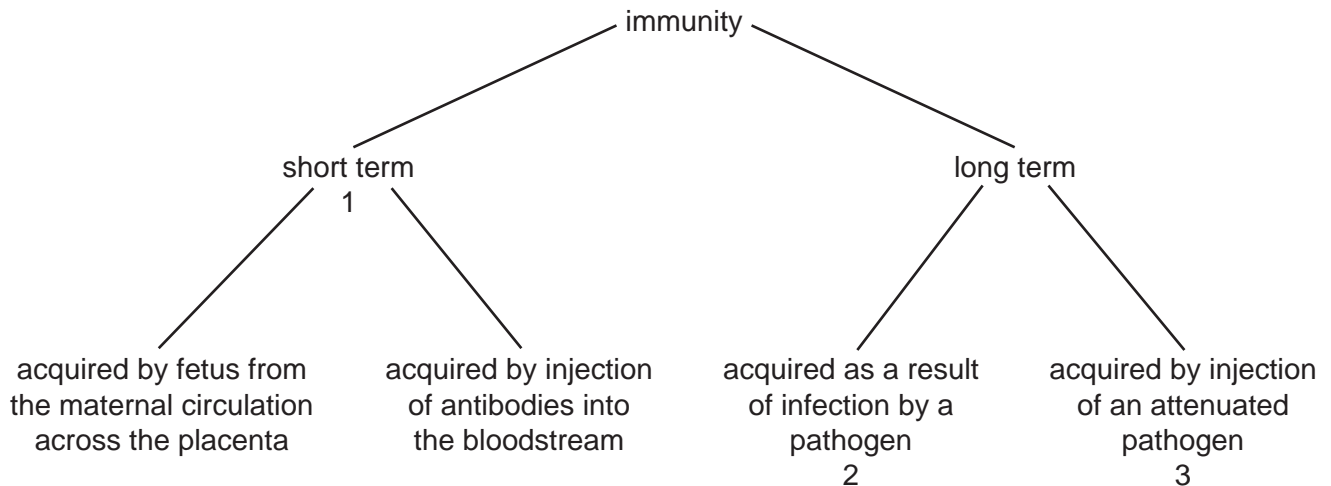 immunity
short term
1
long term
acquired by fetus from
the maternal circulation
across the placenta
acquired by injection
of antibodies into
the bloodstream
acquired as a result
of infection by a
pathogen
2
acquired by injection
of an attenuated
pathogen
3